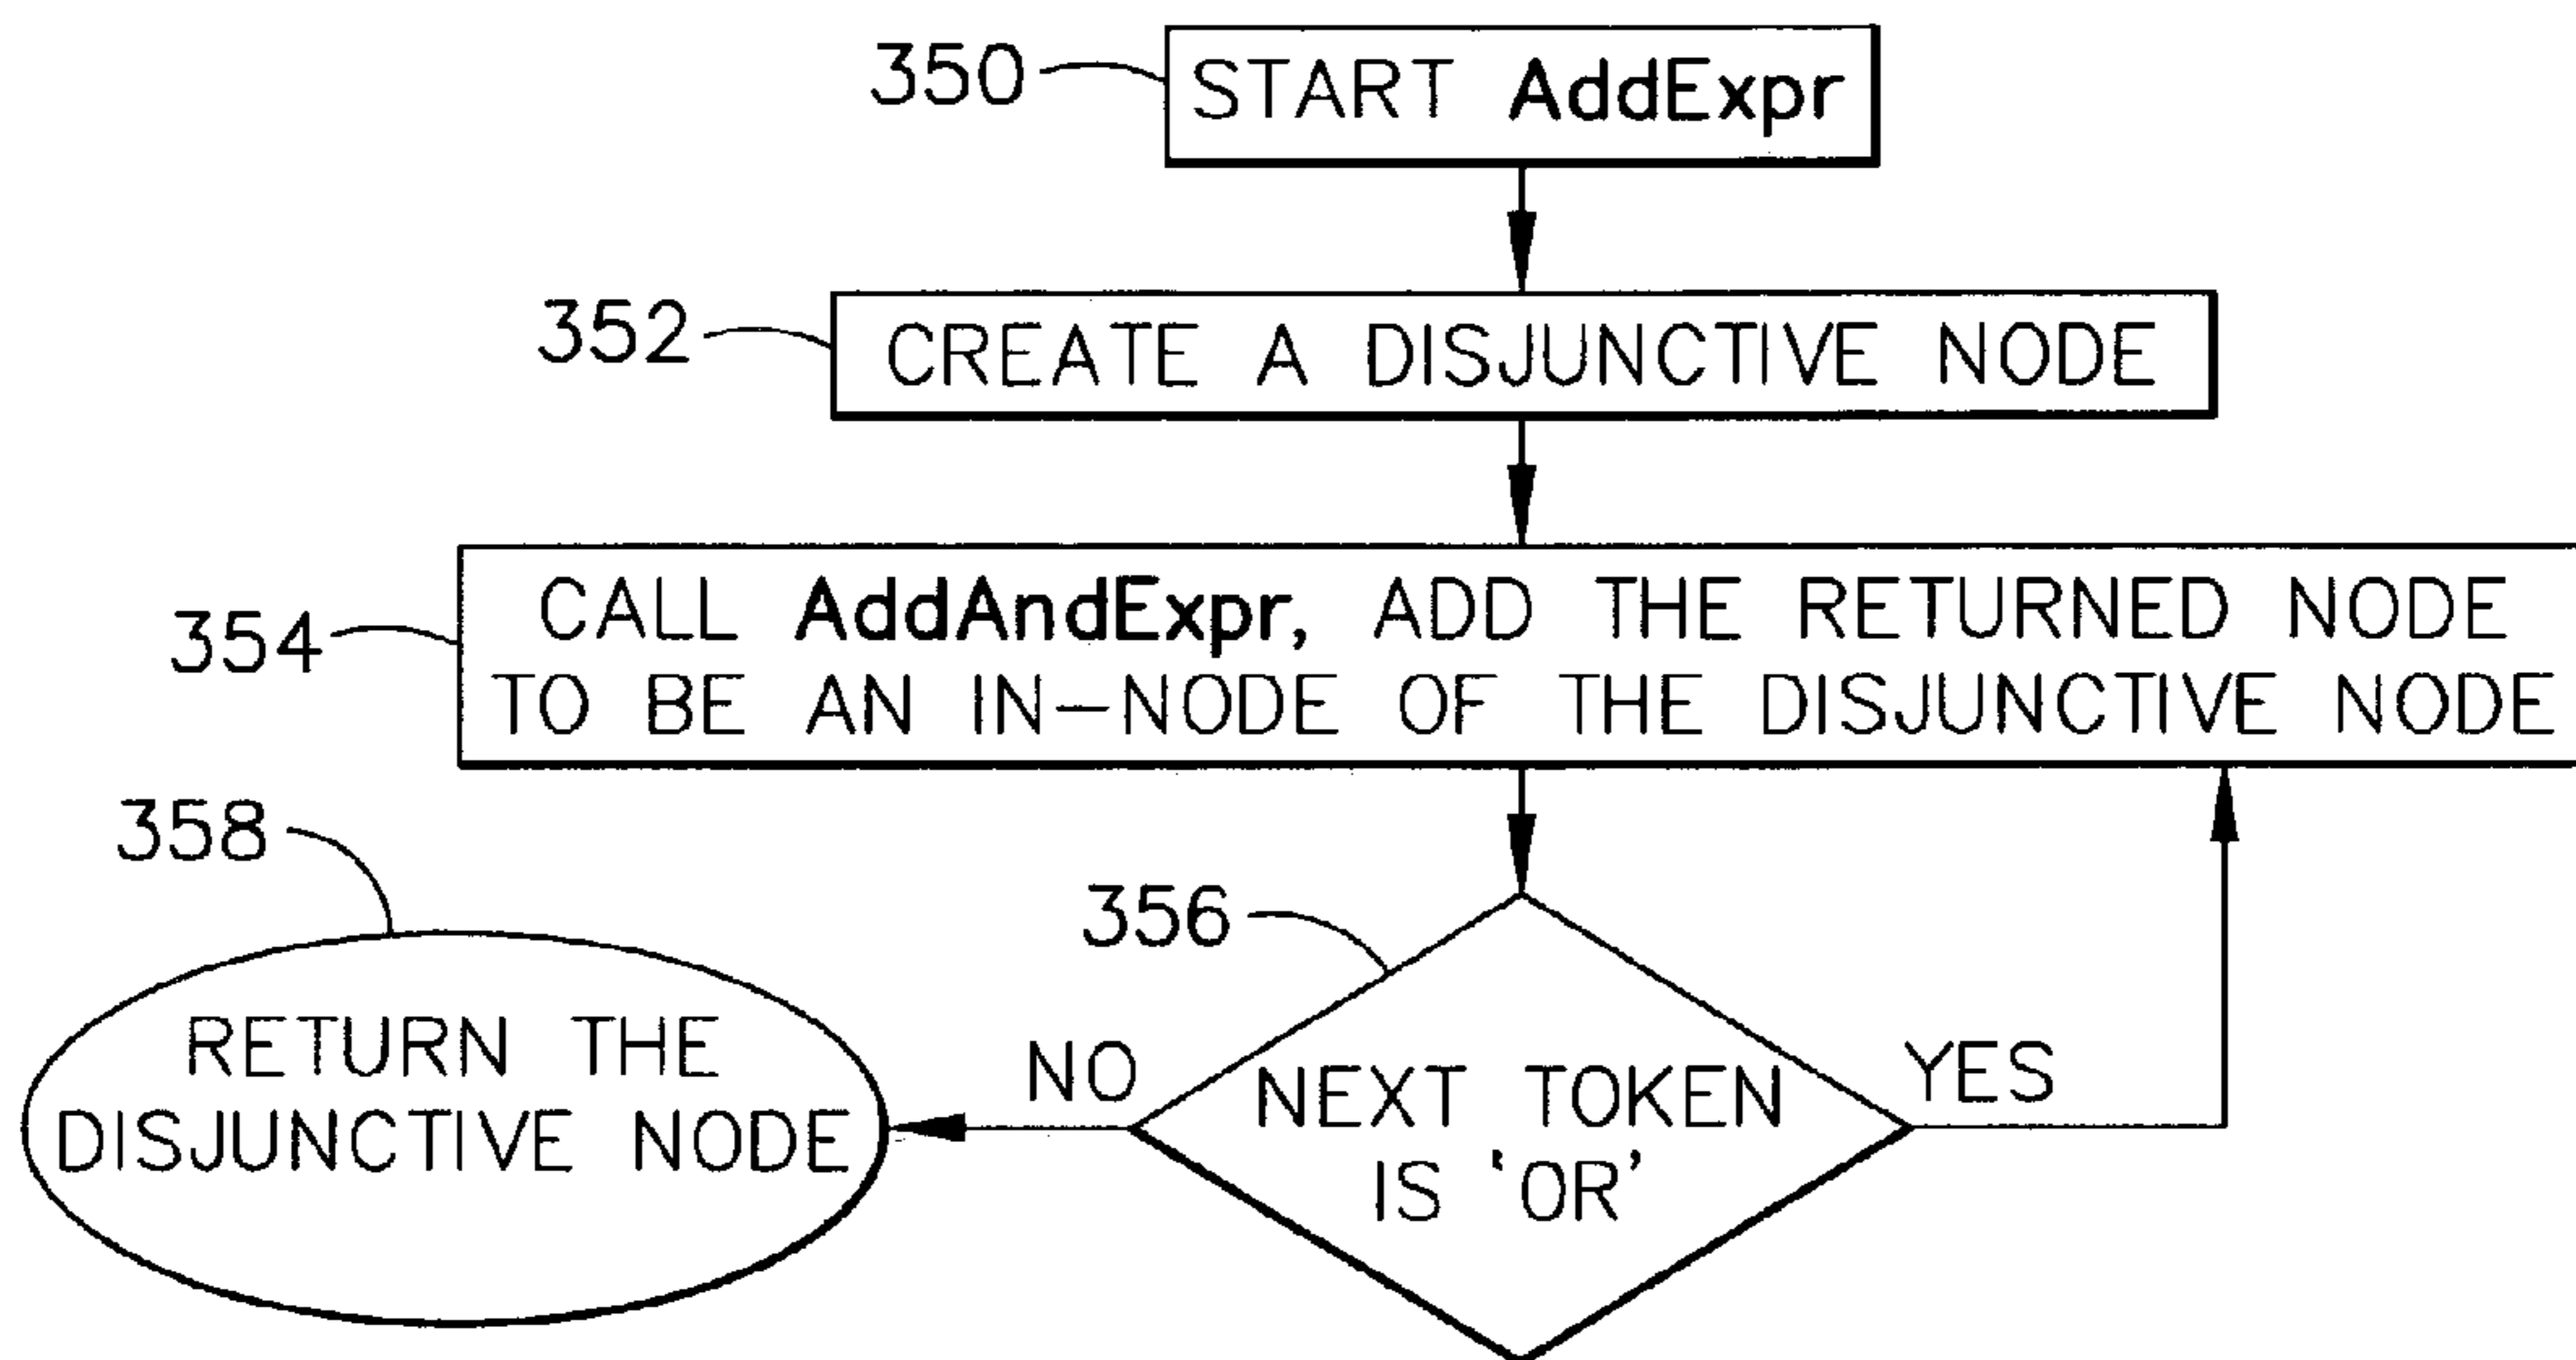 350
START AddExpr
352
CREATE A DISJUNCTIVE NODE
354
CALL AddAndExpr, ADD THE RETURNED NODE
TO BE AN IN-NODE OF THE DISJUNCTIVE NODE
358
356
RETURN THE
DISJUNCTIVE NODE
NO
NEXT TOKEN
IS 'OR'
YES